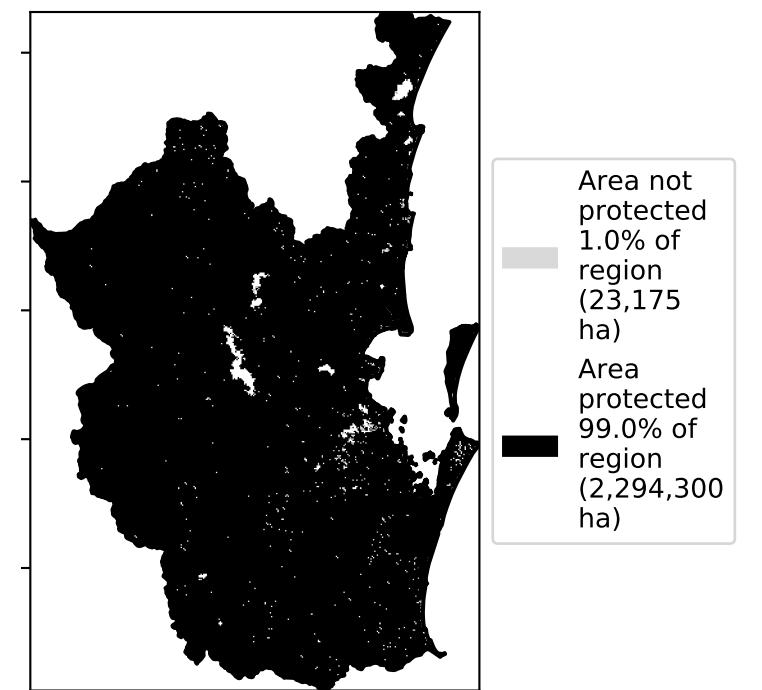 Area not
protected
1.0% of
region
(23,175
ha)
Area
protected
99.0% of
region
(2,294,300
ha)